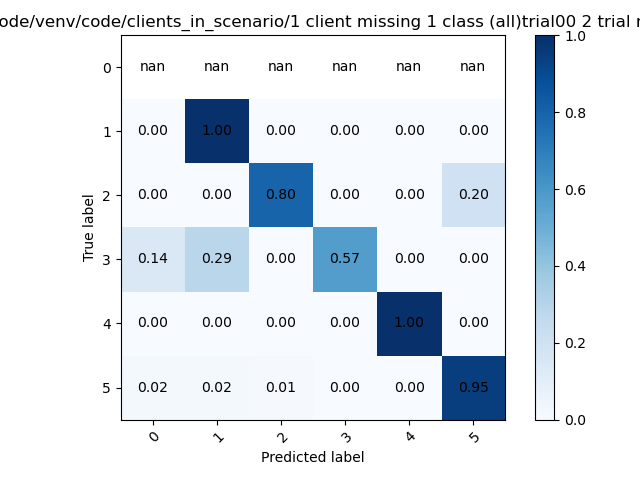 ode/venv/code/clients_in_scenario/1 client missing 1 class (all)trial00 2 trial
True label
0 nan nan nan nan nan nan
1 0.00 1.00 0.00 0.00 0.00 0.00
2 0.00 0.00 0.80 0.00 0.00 0.20
3 0.14 0.29 0.00 0.57 0.00 0.00
4 0.00 0.00 0.00 0.00 1.00 0.00
5 0.02 0.02 0.01 0.00 0.00 0.95
0 1 2 3 4 5
Predicted label
1.0
0.8
0.6
0.4
0.2
0.0